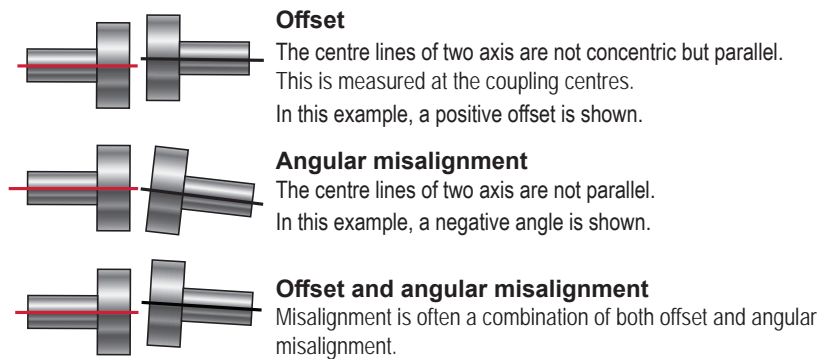 Offset
The centre lines of two axis are not concentric but parallel.
This is measured at the coupling centres.
In this example, a positive offset is shown.
Angular misalignment
The centre lines of two axis are not parallel.
In this example, a negative angle is shown.
Offset and angular misalignment
Misalignment is often a combination of both offset and angular
misalignment.